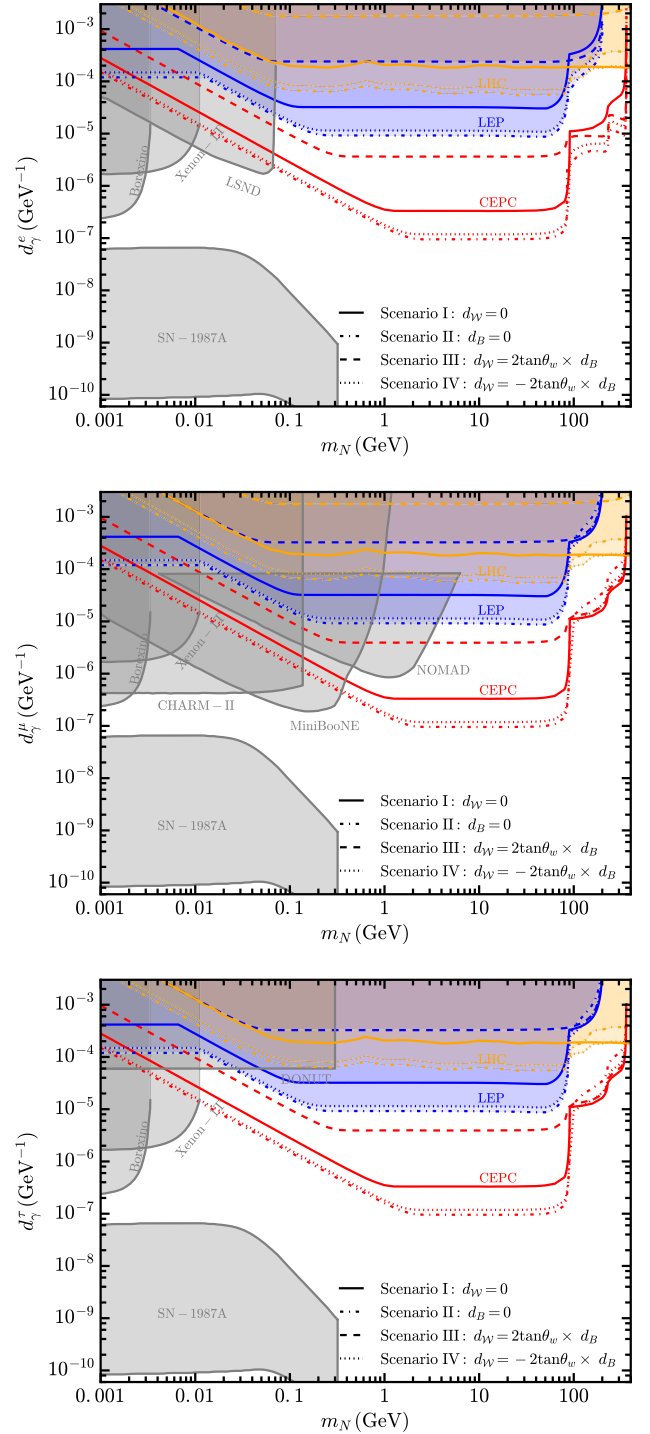 10⁻³
10⁻⁴
10⁻⁵
10⁻⁶
10⁻⁷
10⁻⁸
10⁻⁹
10⁻¹⁰
d_γ^e (GeV⁻¹)
LHC
LEP
CEPC
Borexino
Xenon-1T
LSND
SN-1987A
Scenario I: d_𝒲=0
Scenario II: d_B=0
Scenario III: d_𝒲=2tanθ_w× d_B
Scenario IV: d_𝒲=-2tanθ_w× d_B
0.001 0.01 0.1 1 10 100
m_N (GeV)
10⁻³
10⁻⁴
10⁻⁵
10⁻⁶
10⁻⁷
10⁻⁸
10⁻⁹
10⁻¹⁰
d_γ^μ (GeV⁻¹)
LHC
LEP
CEPC
Borexino
Xenon-1T
CHARM-II
MiniBooNE
NOMAD
SN-1987A
Scenario I: d_𝒲=0
Scenario II: d_B=0
Scenario III: d_𝒲=2tanθ_w× d_B
Scenario IV: d_𝒲=-2tanθ_w× d_B
0.001 0.01 0.1 1 10 100
m_N (GeV)
10⁻³
10⁻⁴
10⁻⁵
10⁻⁶
10⁻⁷
10⁻⁸
10⁻⁹
10⁻¹⁰
d_γ^τ (GeV⁻¹)
LHC
DONUT
LEP
CEPC
Borexino
Xenon-1T
SN-1987A
Scenario I: d_𝒲=0
Scenario II: d_B=0
Scenario III: d_𝒲=2tanθ_w× d_B
Scenario IV: d_𝒲=-2tanθ_w× d_B
0.001 0.01 0.1 1 10 100
m_N (GeV)